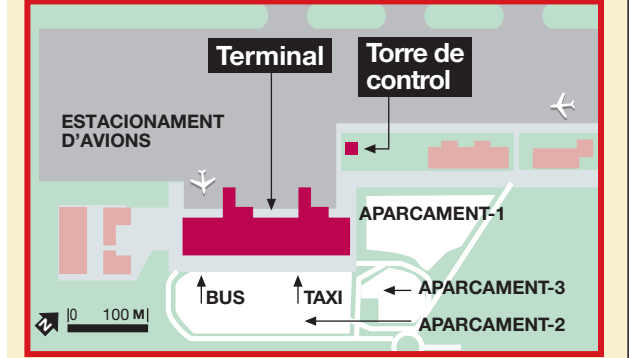 Terminal
Torre de
control
ESTACIONAMENT
D'AVIONS
APARCAMENT-1
BUS
TAXI
APARCAMENT-3
APARCAMENT-2
N
0 100 M